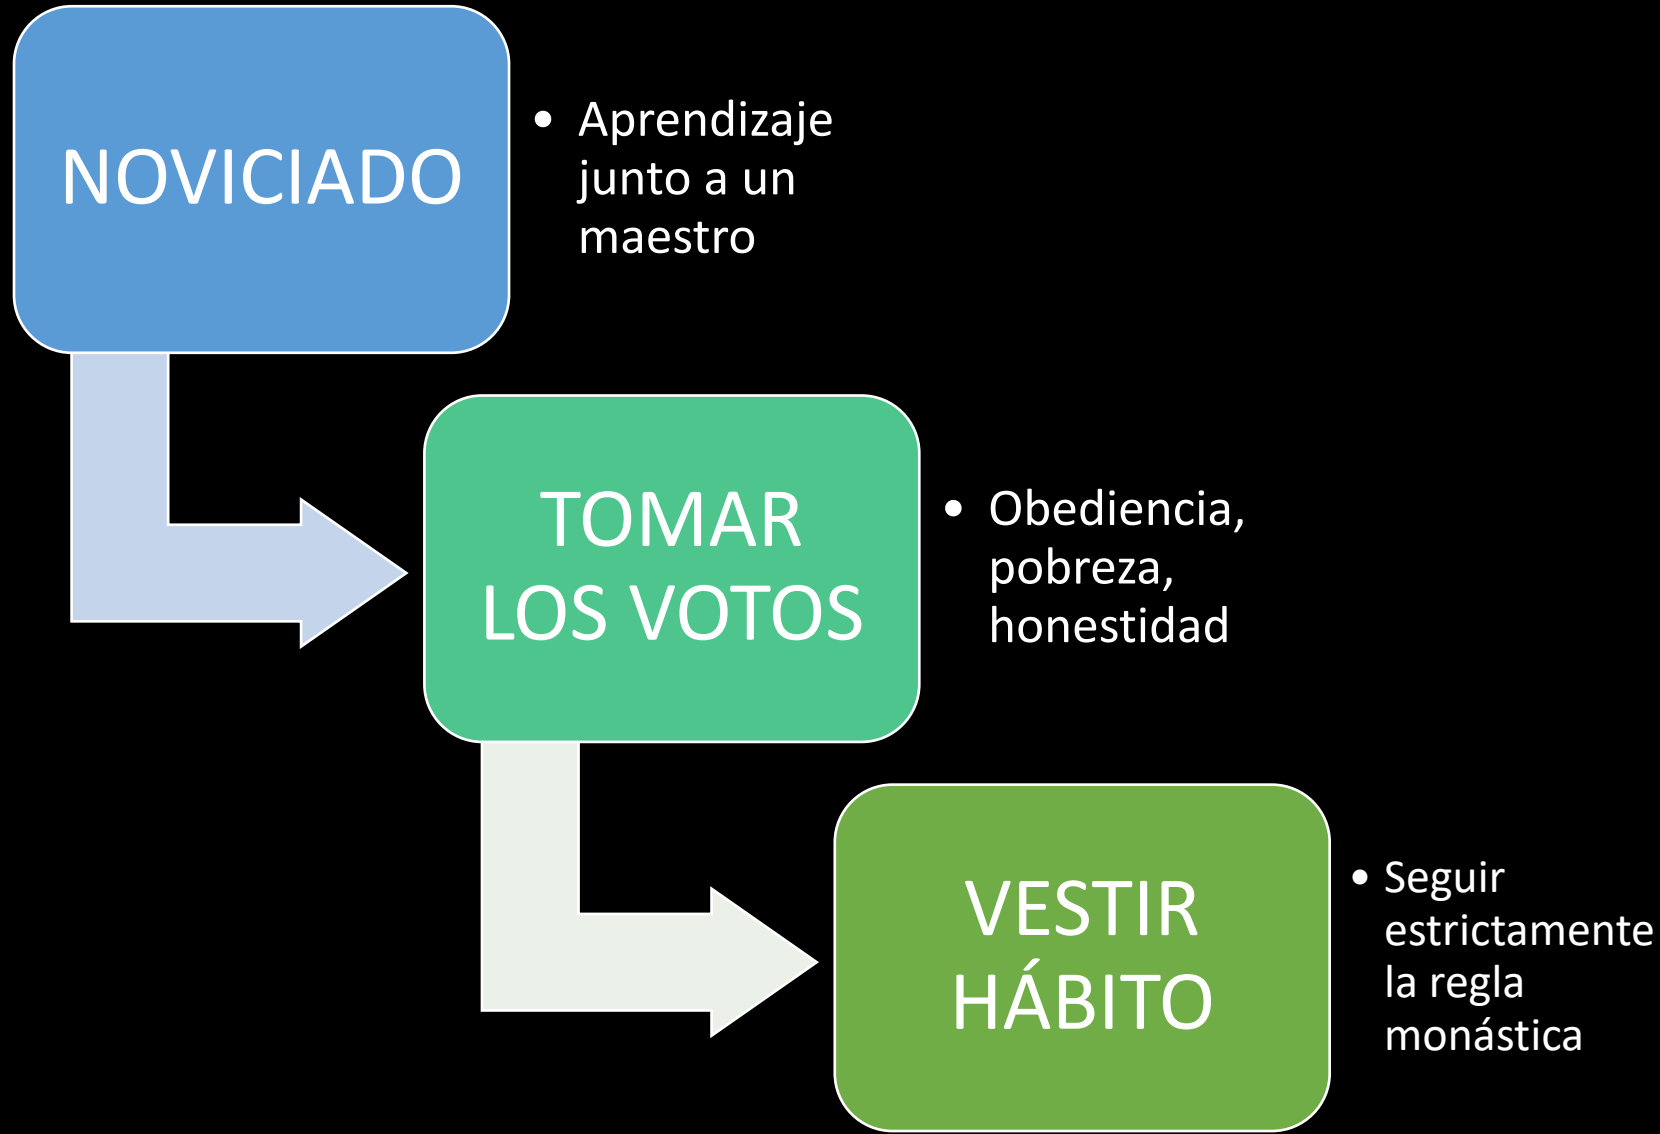 NOVICIADO
• Aprendizaje
junto a un
maestro
TOMAR
LOS VOTOS
• Obediencia,
pobreza,
honestidad
VESTIR
HÁBITO
• Seguir
estrictamente
la regla
monástica